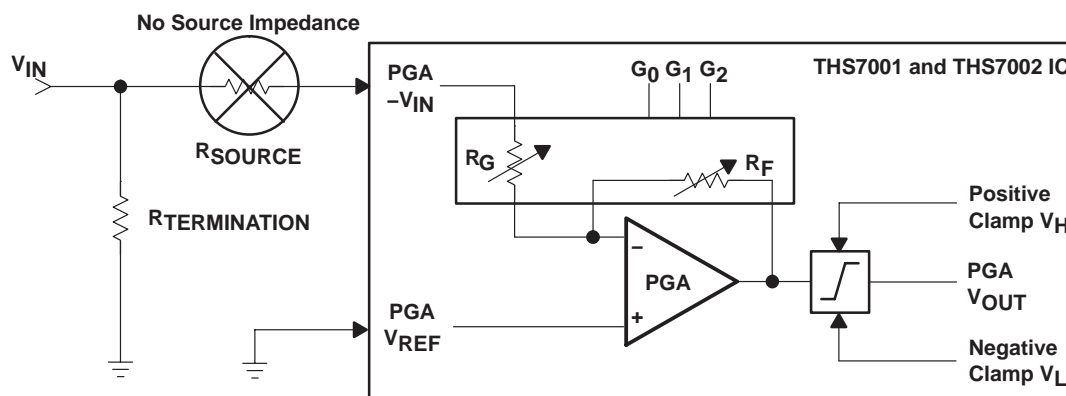 No Source Impedance
VIN
RSOURCE
RTERMINATION
THS7001 and THS7002 IC
PGA
–VIN
G0 G1 G2
RG
RF
–
PGA
+
PGA
VREF
Positive
Clamp VH
PGA
VOUT
Negative
Clamp VL